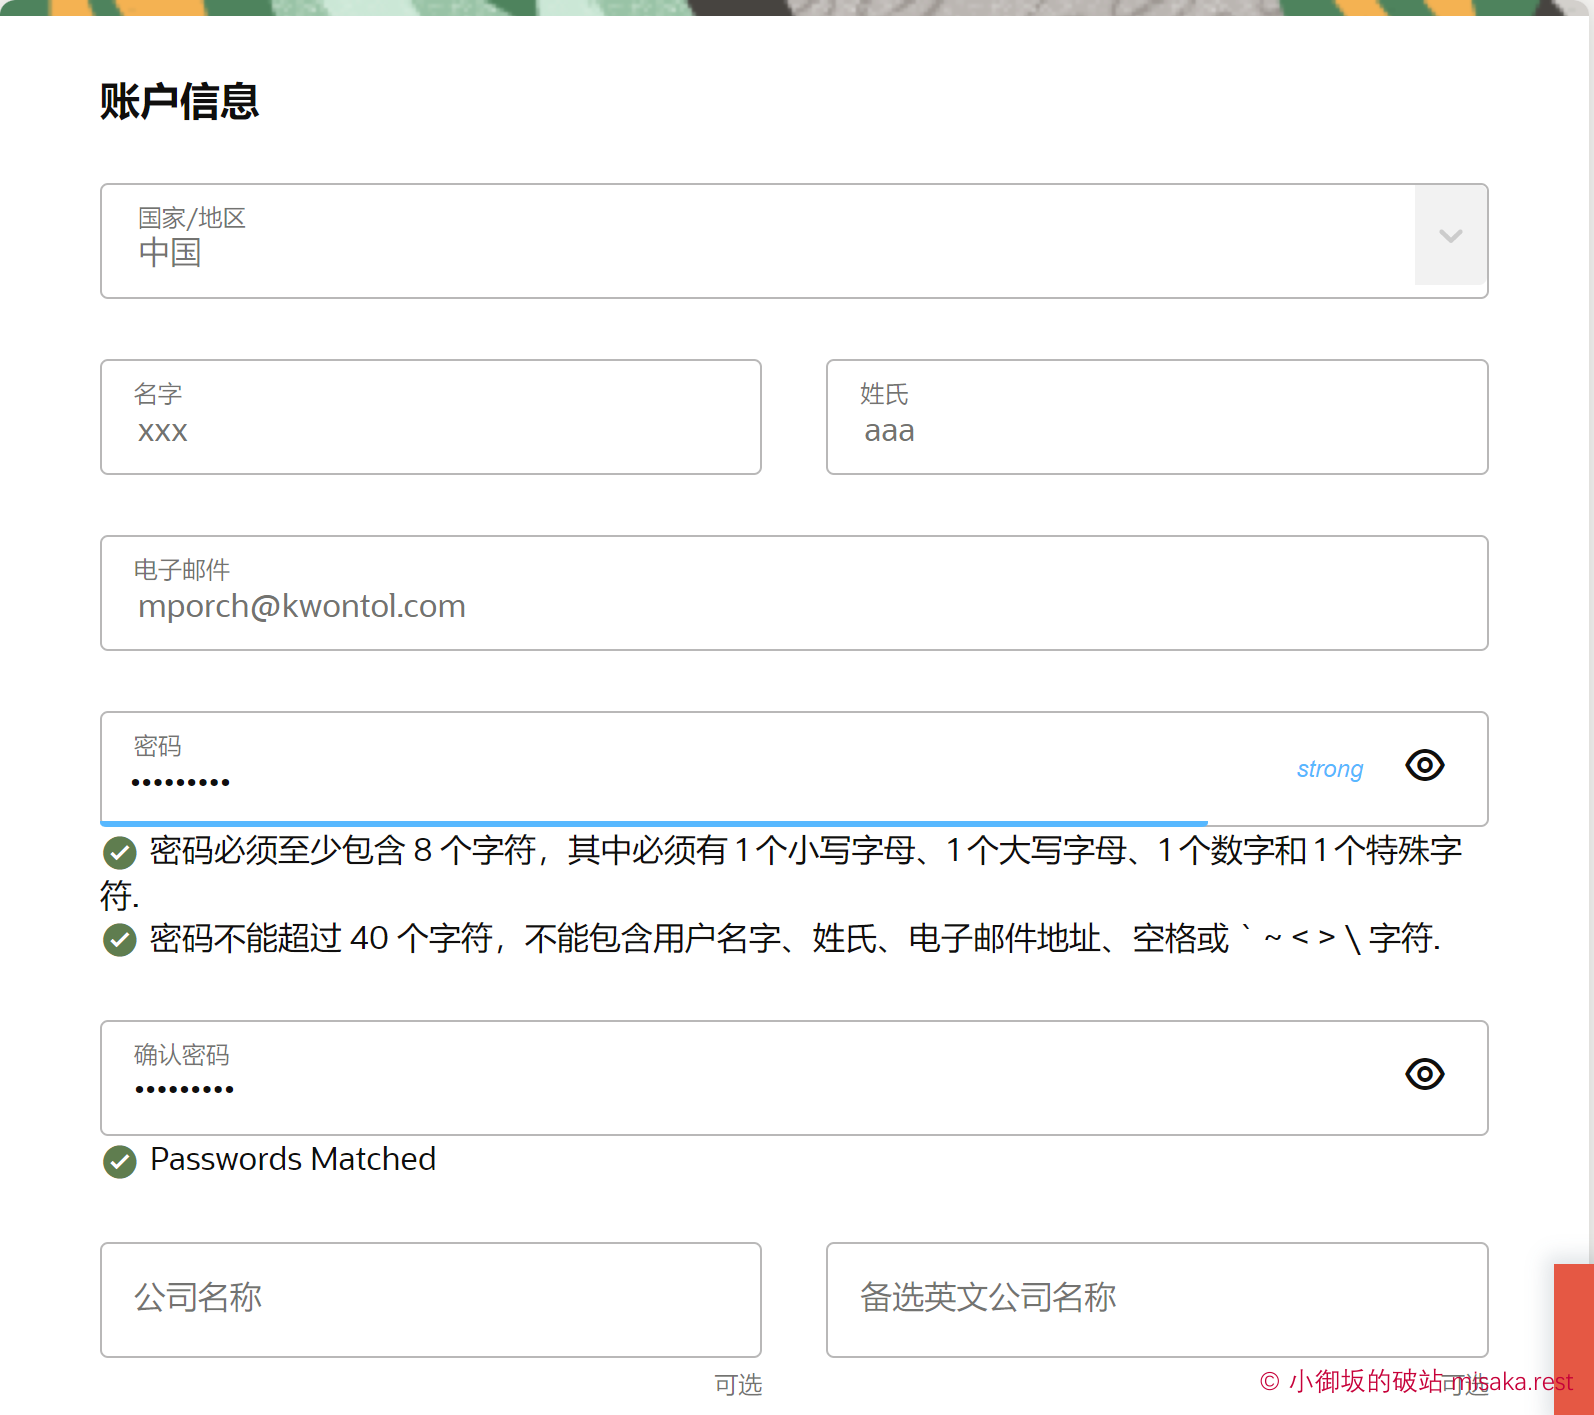 账户信息
国家/地区
中国
名字
xxx
姓氏
aaa
电子邮件
mporch@kwontol.com
密码
•••••••••
strong
密码必须至少包含 8 个字符，其中必须有 1 个小写字母、1 个大写字母、1 个数字和 1 个特殊字
符.
密码不能超过 40 个字符，不能包含用户名字、姓氏、电子邮件地址、空格或 ` ~ < > \ 字符.
确认密码
•••••••••
Passwords Matched
公司名称
备选英文公司名称
可选
可选
© 小御坂的破站 misaka.rest